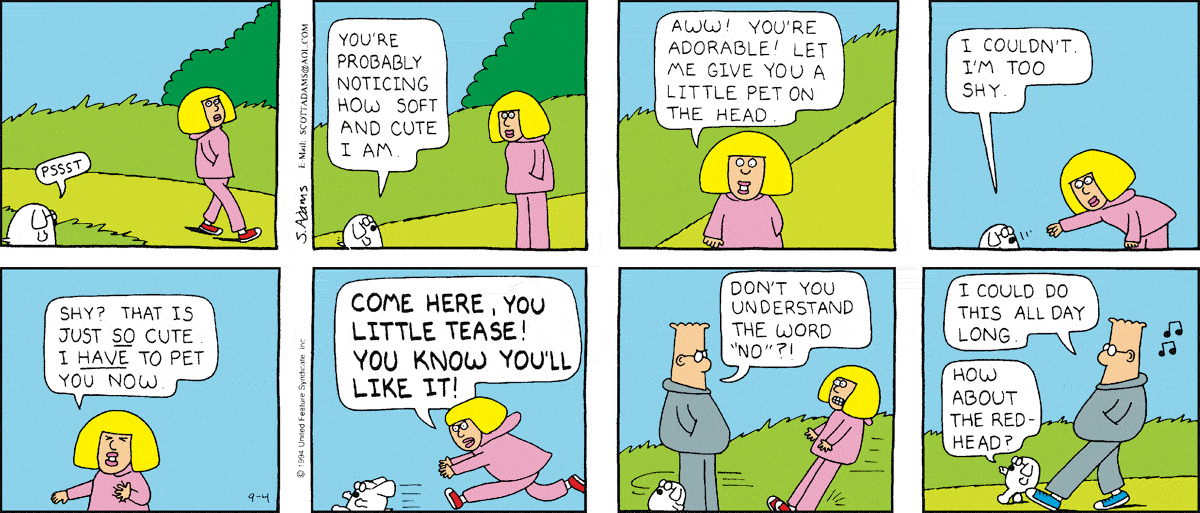 PSSST
S. Adams E-Mail: SCOTTADAMS@AOL.COM
YOU'RE
PROBABLY
NOTICING
HOW SOFT
AND CUTE
I AM.
AWW! YOU'RE
ADORABLE! LET
ME GIVE YOU A
LITTLE PET ON
THE HEAD.
I COULDN'T.
I'M TOO
SHY.
SHY? THAT IS
JUST SO CUTE.
I HAVE TO PET
YOU NOW.
9-4
© 1994 United Feature Syndicate, Inc.
COME HERE, YOU
LITTLE TEASE!
YOU KNOW YOU'LL
LIKE IT!
DON'T YOU
UNDERSTAND
THE WORD
"NO"?!
I COULD DO
THIS ALL DAY
LONG.
HOW
ABOUT
THE RED-
HEAD?